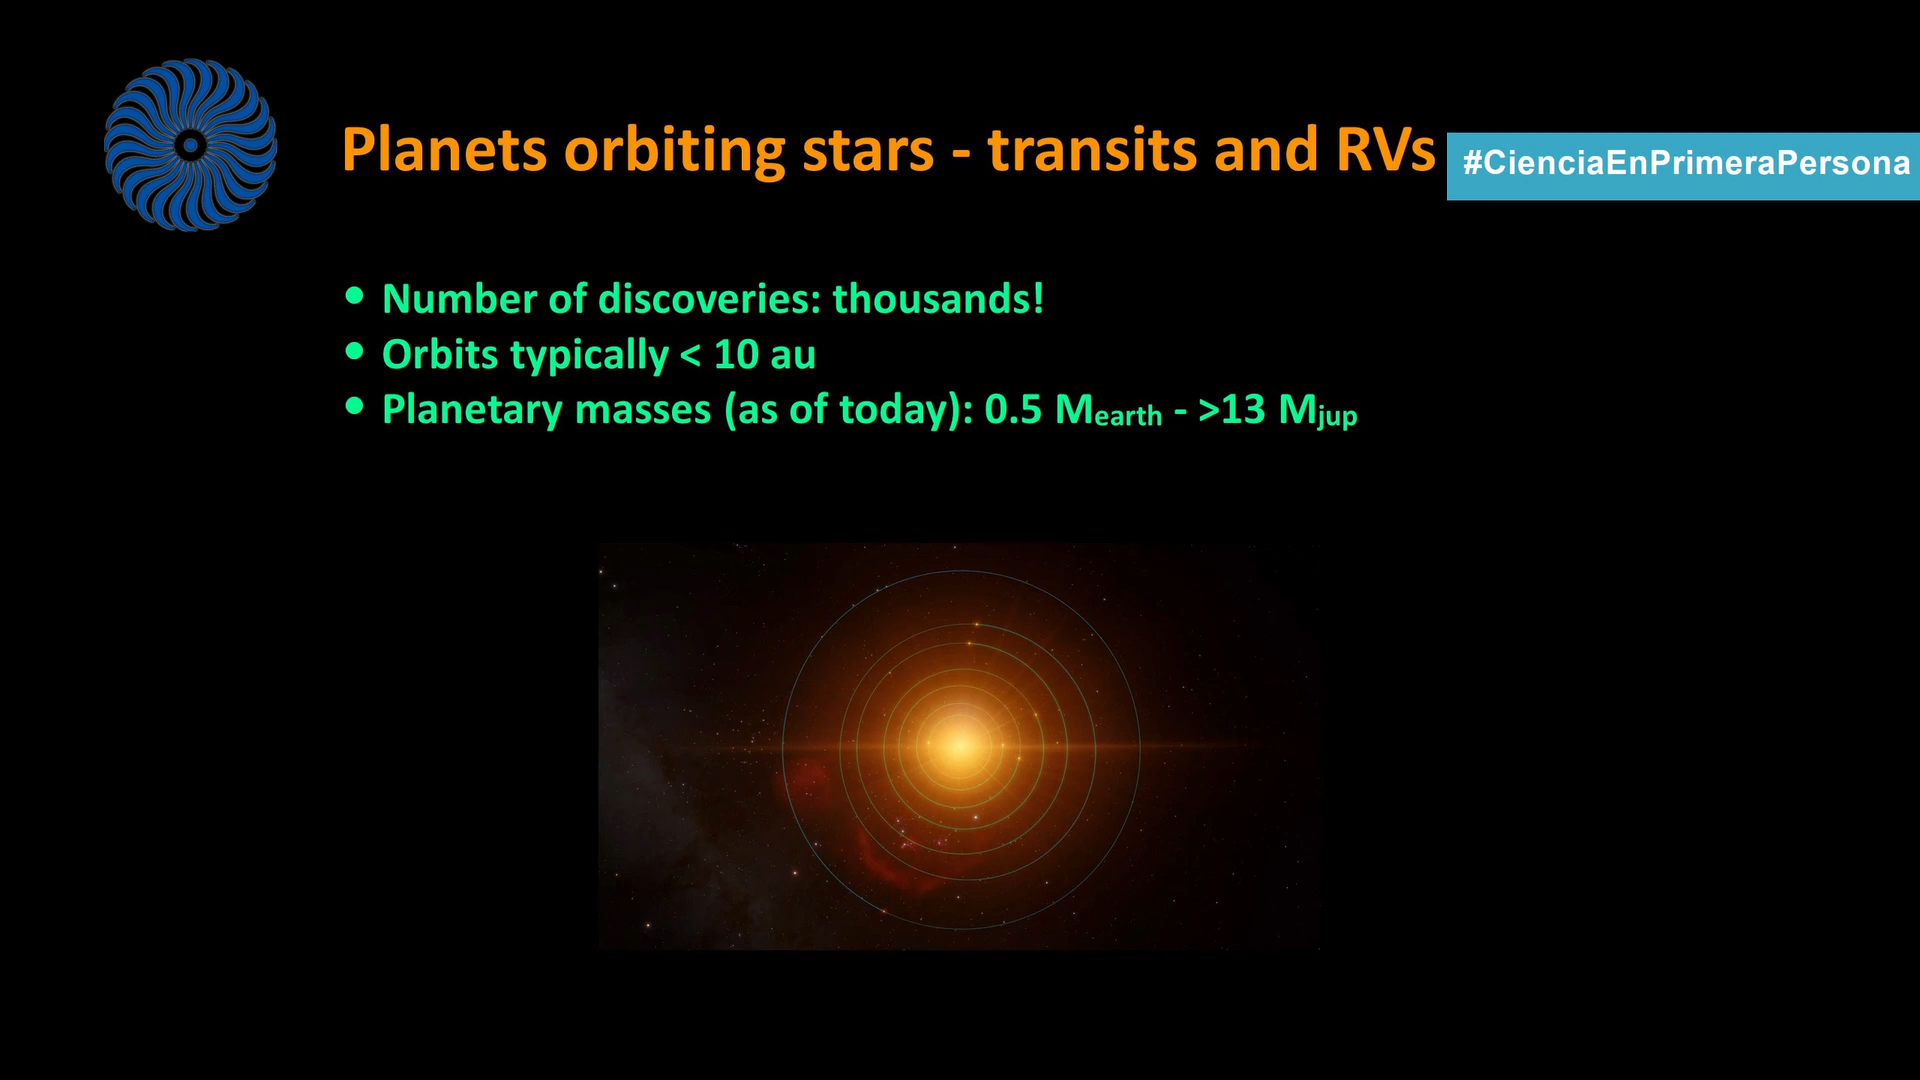 Planets orbiting stars - transits and RVs
#CienciaEnPrimeraPersona
• Number of discoveries: thousands!
• Orbits typically < 10 au
• Planetary masses (as of today): 0.5 Mearth - >13 Mjup